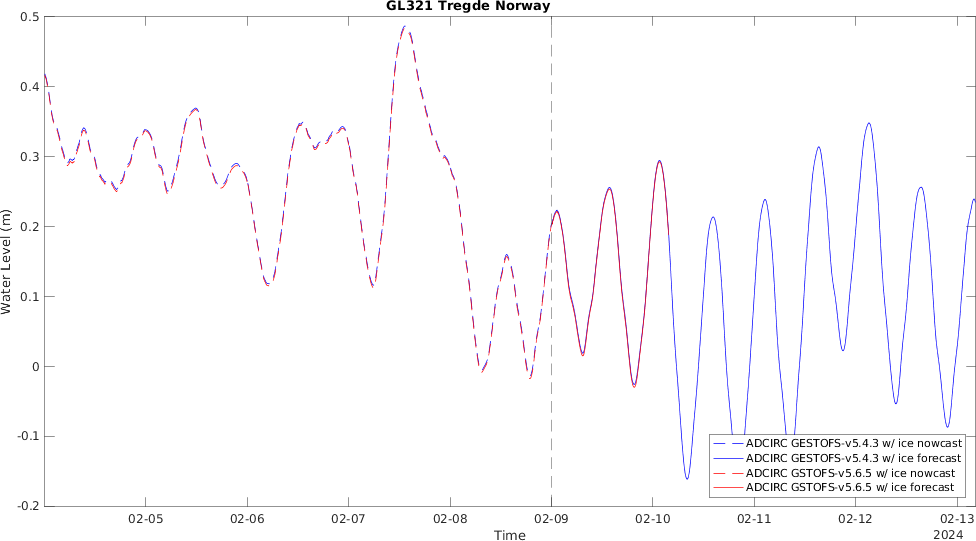 GL321 Tregde Norway
0.5
0.4
0.3
0.2
0.1
0
-0.1
-0.2
Water Level (m)
ADCIRC GESTOFS-v5.4.3 w/ ice nowcast
ADCIRC GESTOFS-v5.4.3 w/ ice forecast
ADCIRC GSTOFS-v5.6.5 w/ ice nowcast
ADCIRC GSTOFS-v5.6.5 w/ ice forecast
02-05 02-06 02-07 02-08 02-09 02-10 02-11 02-12 02-13
Time 2024